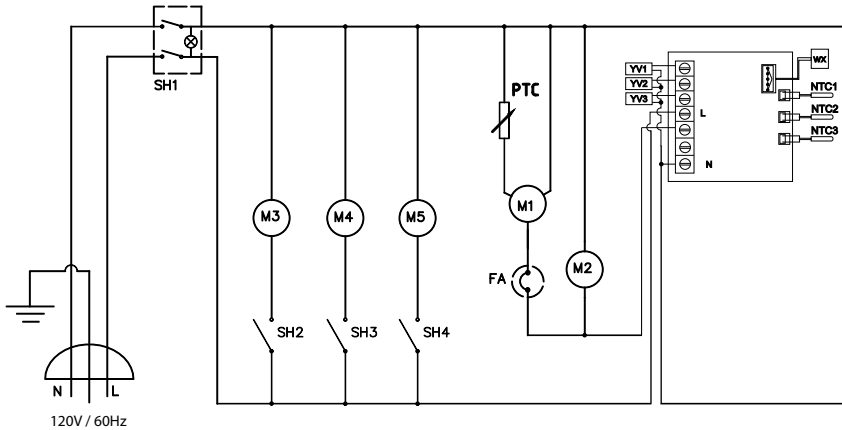 SH1
PTC
YV1
YV2
YV3
L
N
WX
NTC1
NTC2
NTC3
M3
M4
M5
M1
M2
FA
SH2
SH3
SH4
N
L
120V / 60Hz